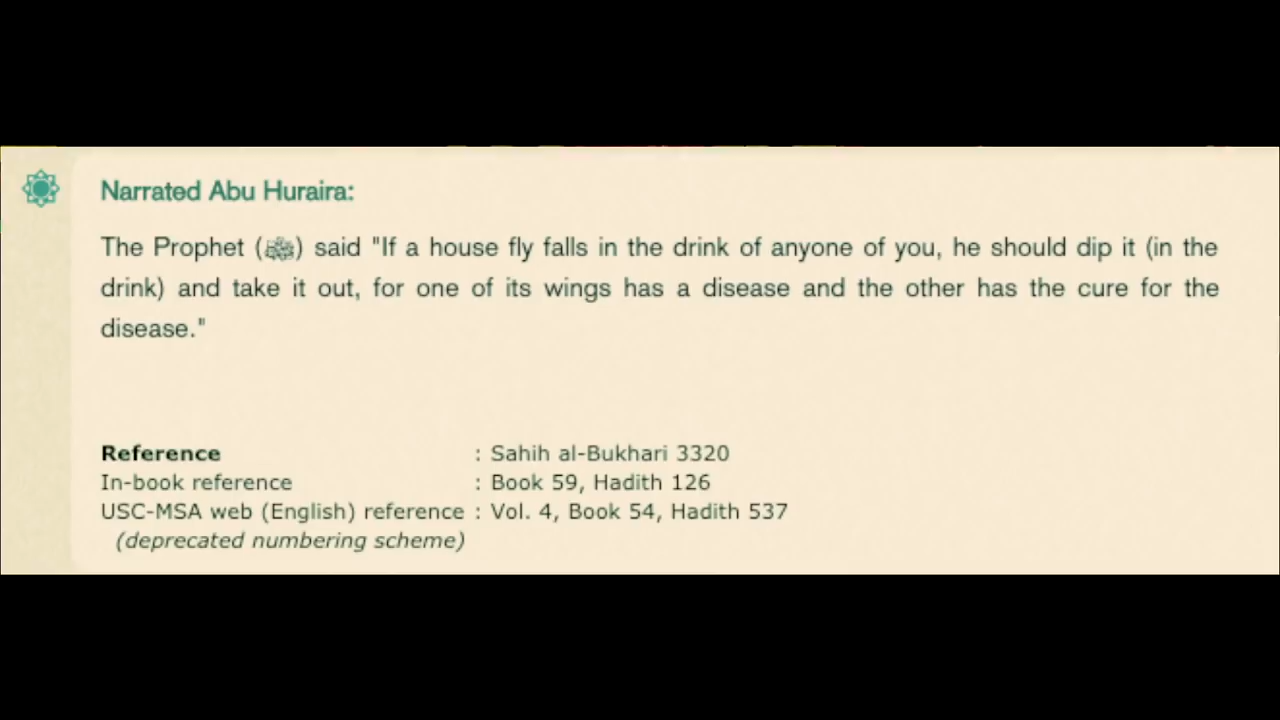 Narrated Abu Huraira:
The Prophet (ﷺ) said "If a house fly falls in the drink of anyone of you, he should dip it (in the
drink) and take it out, for one of its wings has a disease and the other has the cure for the
disease."
Reference : Sahih al-Bukhari 3320
In-book reference : Book 59, Hadith 126
USC-MSA web (English) reference : Vol. 4, Book 54, Hadith 537
(deprecated numbering scheme)